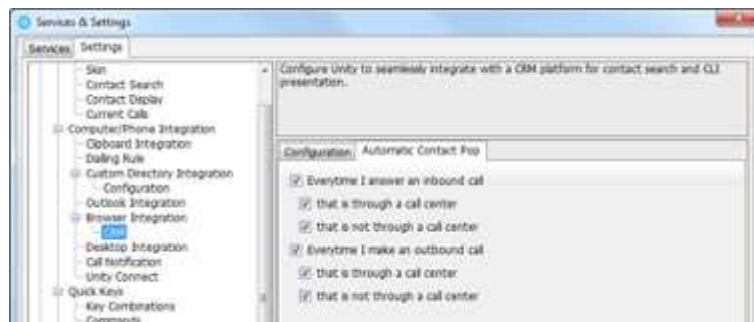 Services & Settings
Services
Settings
Skin
Contact Search
Contact Display
Current Calls
Computer/Phone Integration
Clipboard Integration
Dialing Rule
Custom Directory Integration
Configuration
Outlook Integration
Browser Integration
CRM
Desktop Integration
Call Notification
Unity Connect
Quick Keys
Key Combinations
Commands
Configure Unity to seamlessly integrate with a CRM platform for contact search and CLI
presentation.
Configuration
Automatic Contact Pop
Everytime I answer an inbound call
that is through a call center
that is not through a call center
Everytime I make an outbound call
that is through a call center
that is not through a call center